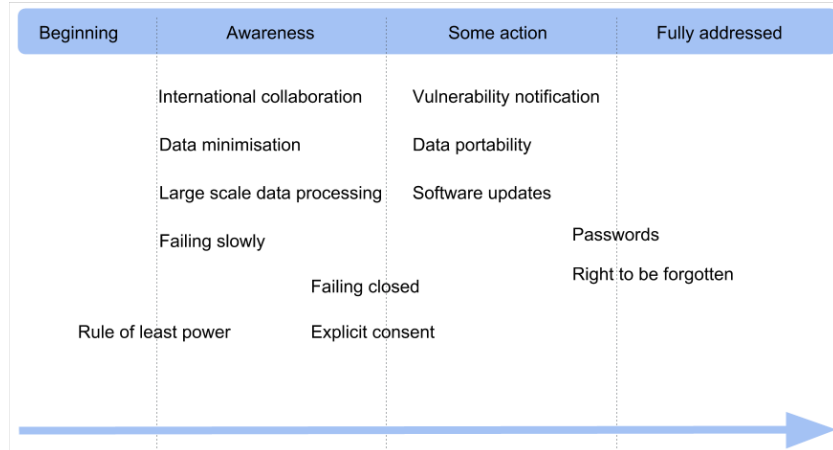 Beginning
Awareness
Some action
Fully addressed
International collaboration
Vulnerability notification
Data minimisation
Data portability
Large scale data processing
Software updates
Failing slowly
Passwords
Right to be forgotten
Failing closed
Rule of least power
Explicit consent